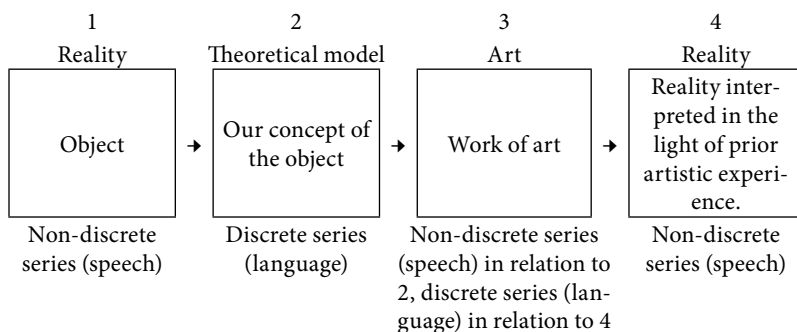 1
Reality
Object
Non-discrete
series (speech)
2
Theoretical model
Our concept of
the object
Discrete series
(language)
3
Art
Work of art
Non-discrete series
(speech) in relation to
2, discrete series (lan-
guage) in relation to 4
4
Reality
Reality inter-
preted in the
light of prior
artistic experi-
ence.
Non-discrete
series (speech)